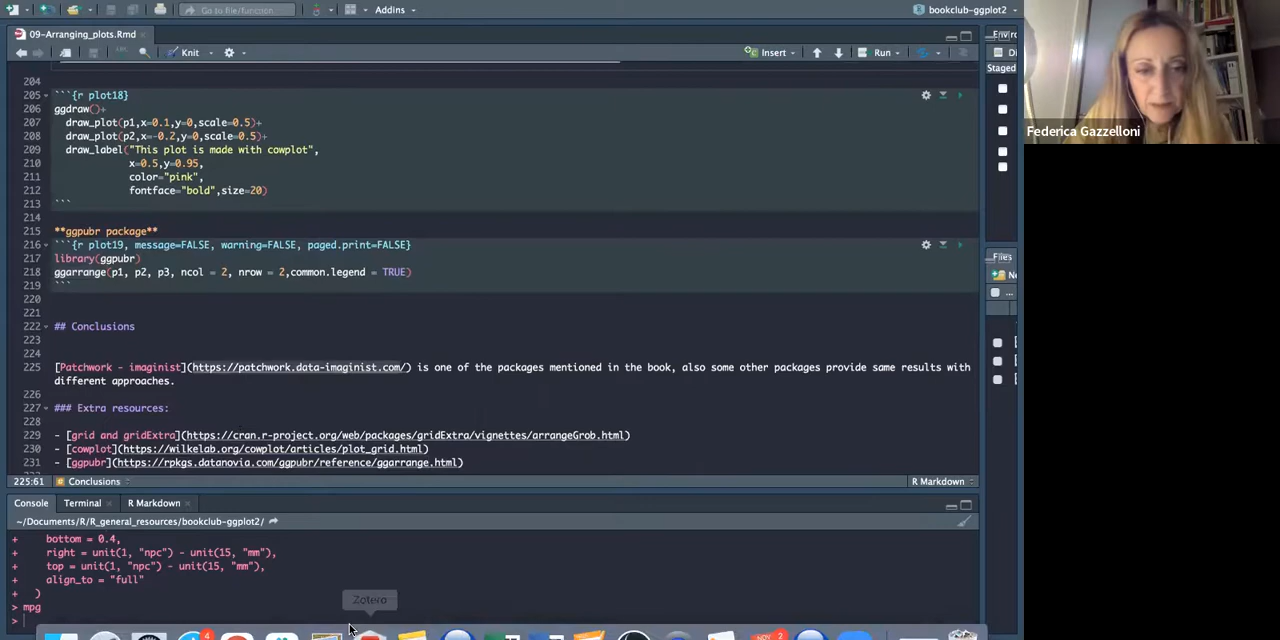 Go to file/function
Addins
bookclub-ggplot2
09-Arranging_plots.Rmd
Knit
Insert
Run
204
205 ```{r plot18}
206 ggdraw()+
207 draw_plot(p1,x=0.1,y=0,scale=0.5)+
208 draw_plot(p2,x=-0.2,y=0,scale=0.5)+
209 draw_label("This plot is made with cowplot",
210 x=0.5,y=0.95,
211 color="pink",
212 fontface="bold",size=20)
213 ```
214
215 **ggpubr package**
216 ```{r plot19, message=FALSE, warning=FALSE, paged.print=FALSE}
217 library(ggpubr)
218 ggarrange(p1, p2, p3, ncol = 2, nrow = 2,common.legend = TRUE)
219 ```
220
221
222 ## Conclusions
223
224
225 [Patchwork - imaginist](https://patchwork.data-imaginist.com/) is one of the packages mentioned in the book, also some other packages provide same results with
different approaches.
226
227 ### Extra resources:
228
229 - [grid and gridExtra](https://cran.r-project.org/web/packages/gridExtra/vignettes/arrangeGrob.html)
230 - [cowplot](https://wilkelab.org/cowplot/articles/plot_grid.html)
231 - [ggpubr](https://rpkgs.datanovia.com/ggpubr/reference/ggarrange.html)
225:61 Conclusions R Markdown
Console Terminal R Markdown
~/Documents/R/R_general_resources/bookclub-ggplot2/
+ bottom = 0.4,
+ right = unit(1, "npc") - unit(15, "mm"),
+ top = unit(1, "npc") - unit(15, "mm"),
+ align_to = "full"
+ )
> mpg
>
Zotero
4
NOV 2
Staged
Files
Federica Gazzelloni